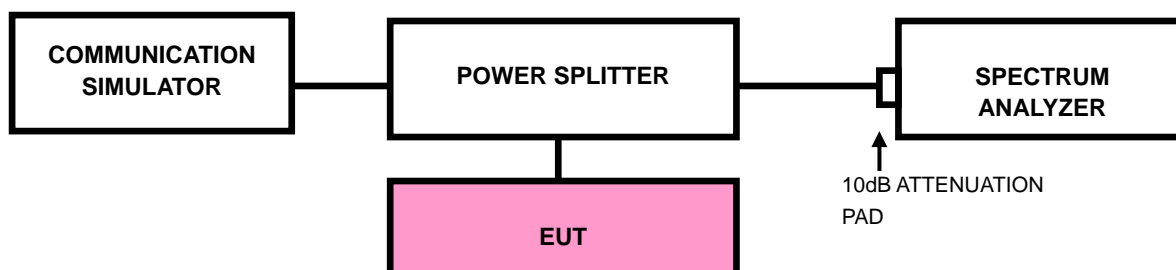 COMMUNICATION
SIMULATOR
POWER SPLITTER
SPECTRUM
ANALYZER
10dB ATTENUATION
PAD
EUT